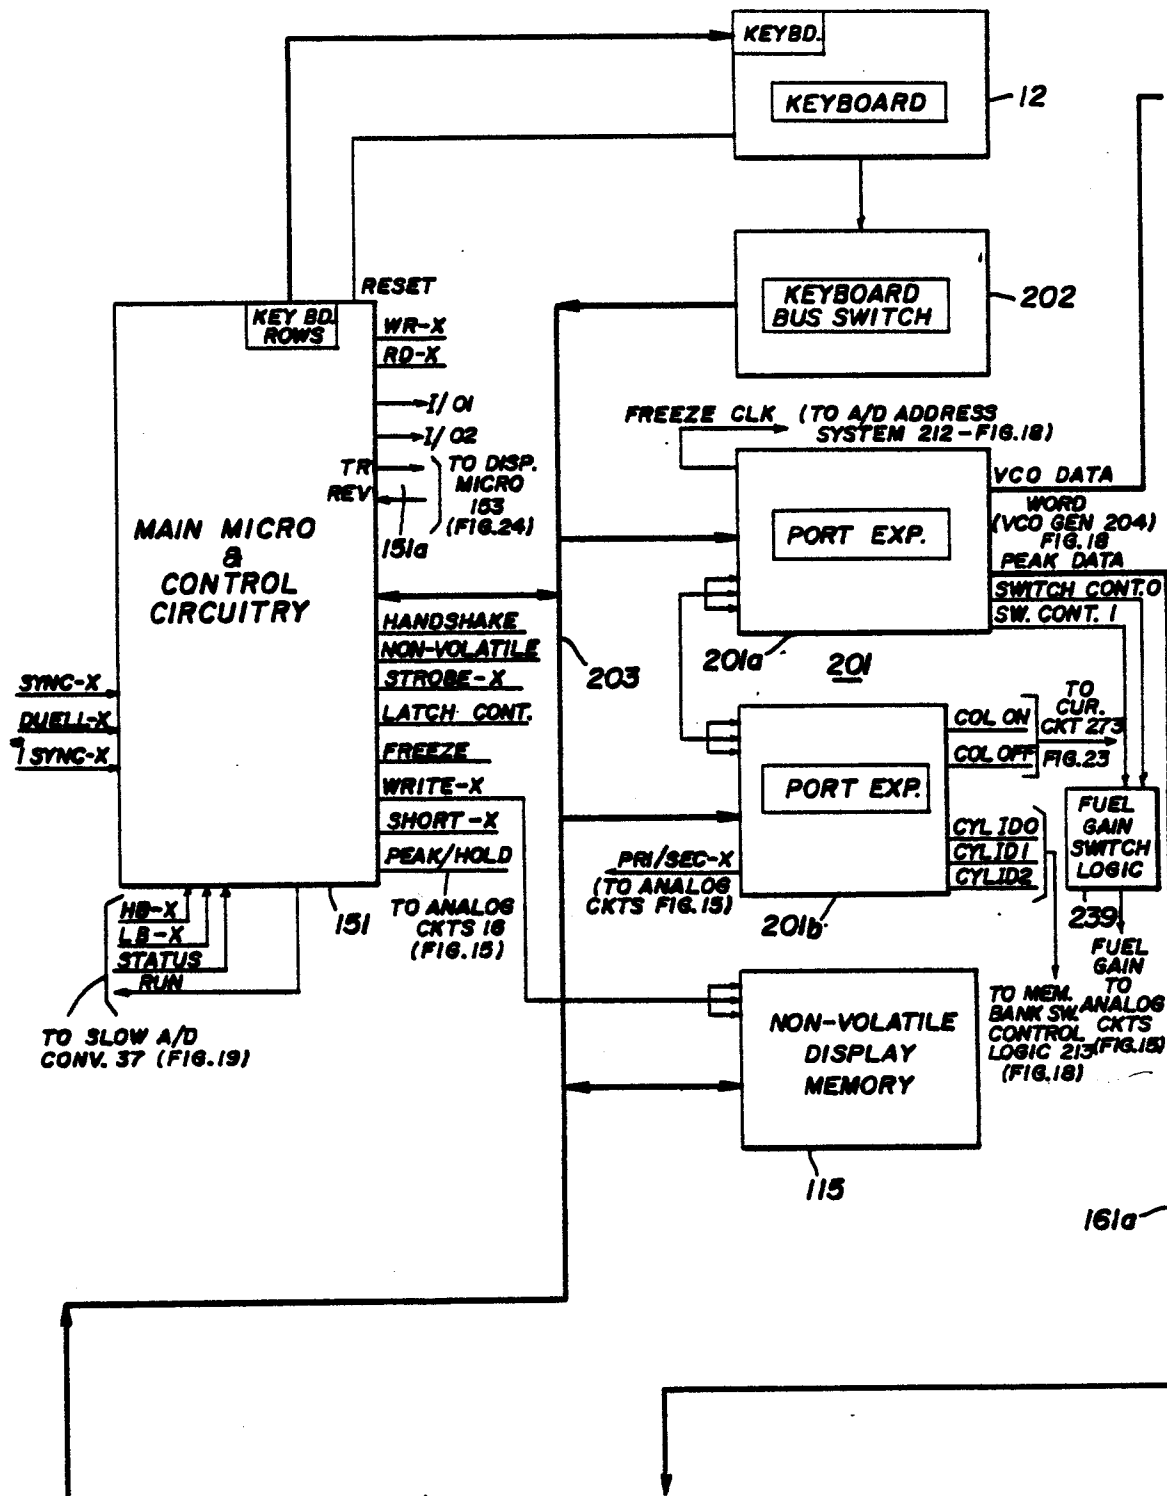 KEYBD.
KEYBOARD
12
RESET
KEY BD.
ROWS
WR-X
RD-X
I/O1
I/O2
TR
REV
TO DISP.
MICRO
153
(FIG.24)
151a
MAIN MICRO
&
CONTROL
CIRCUITRY
HANDSHAKE
NON-VOLATILE
STROBE-X
LATCH CONT.
FREEZE
WRITE-X
SHORT-X
PEAK/HOLD
TO ANALOG
CKTS 16
(FIG.15)
151
SYNC-X
DUELL-X
1 SYNC-X
HB-X
LB-X
STATUS
RUN
TO SLOW A/D
CONV. 37 (FIG.19)
KEYBOARD
BUS SWITCH
202
FREEZE CLK (TO A/D ADDRESS
SYSTEM 212-FIG.18)
PORT EXP.
VCO DATA
WORD
(VCO GEN 204)
FIG.18
PEAK DATA
SWITCH CONT.0
SW. CONT. 1
201a
201
203
PORT EXP.
COL ON
COL OFF
TO
CUR.
CKT 273
FIG.23
CYL ID0
CYL ID1
CYL ID2
PRI/SEC-X
(TO ANALOG
CKTS FIG.15)
201b
FUEL
GAIN
SWITCH
LOGIC
239
FUEL
GAIN
TO
ANALOG
CKTS
(FIG.15)
TO MEM.
BANK SW.
CONTROL
LOGIC 213
(FIG.18)
NON-VOLATILE
DISPLAY
MEMORY
115
161a